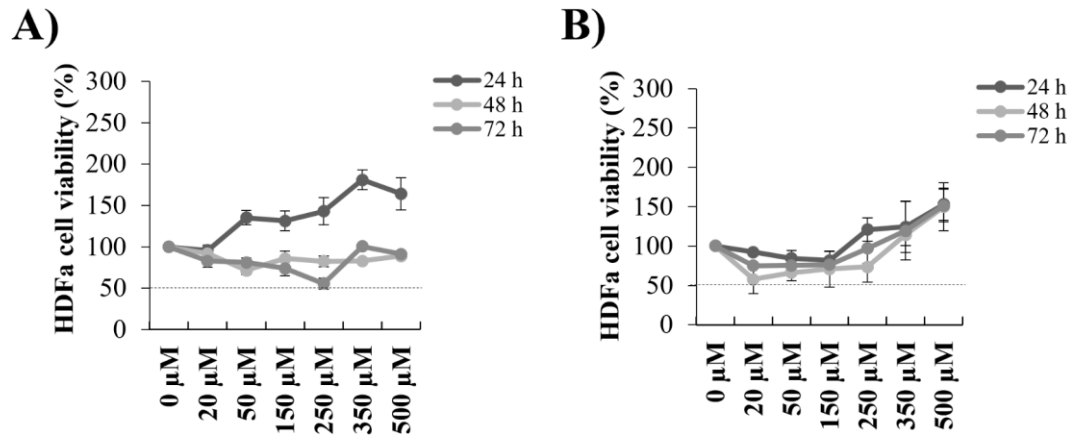 A)
HDFa cell viability (%)
300
250
200
150
100
50
0
0 µM
20 µM
50 µM
150 µM
250 µM
350 µM
500 µM
24 h
48 h
72 h
B)
HDFa cell viability (%)
300
250
200
150
100
50
0
0 µM
20 µM
50 µM
150 µM
250 µM
350 µM
500 µM
24 h
48 h
72 h